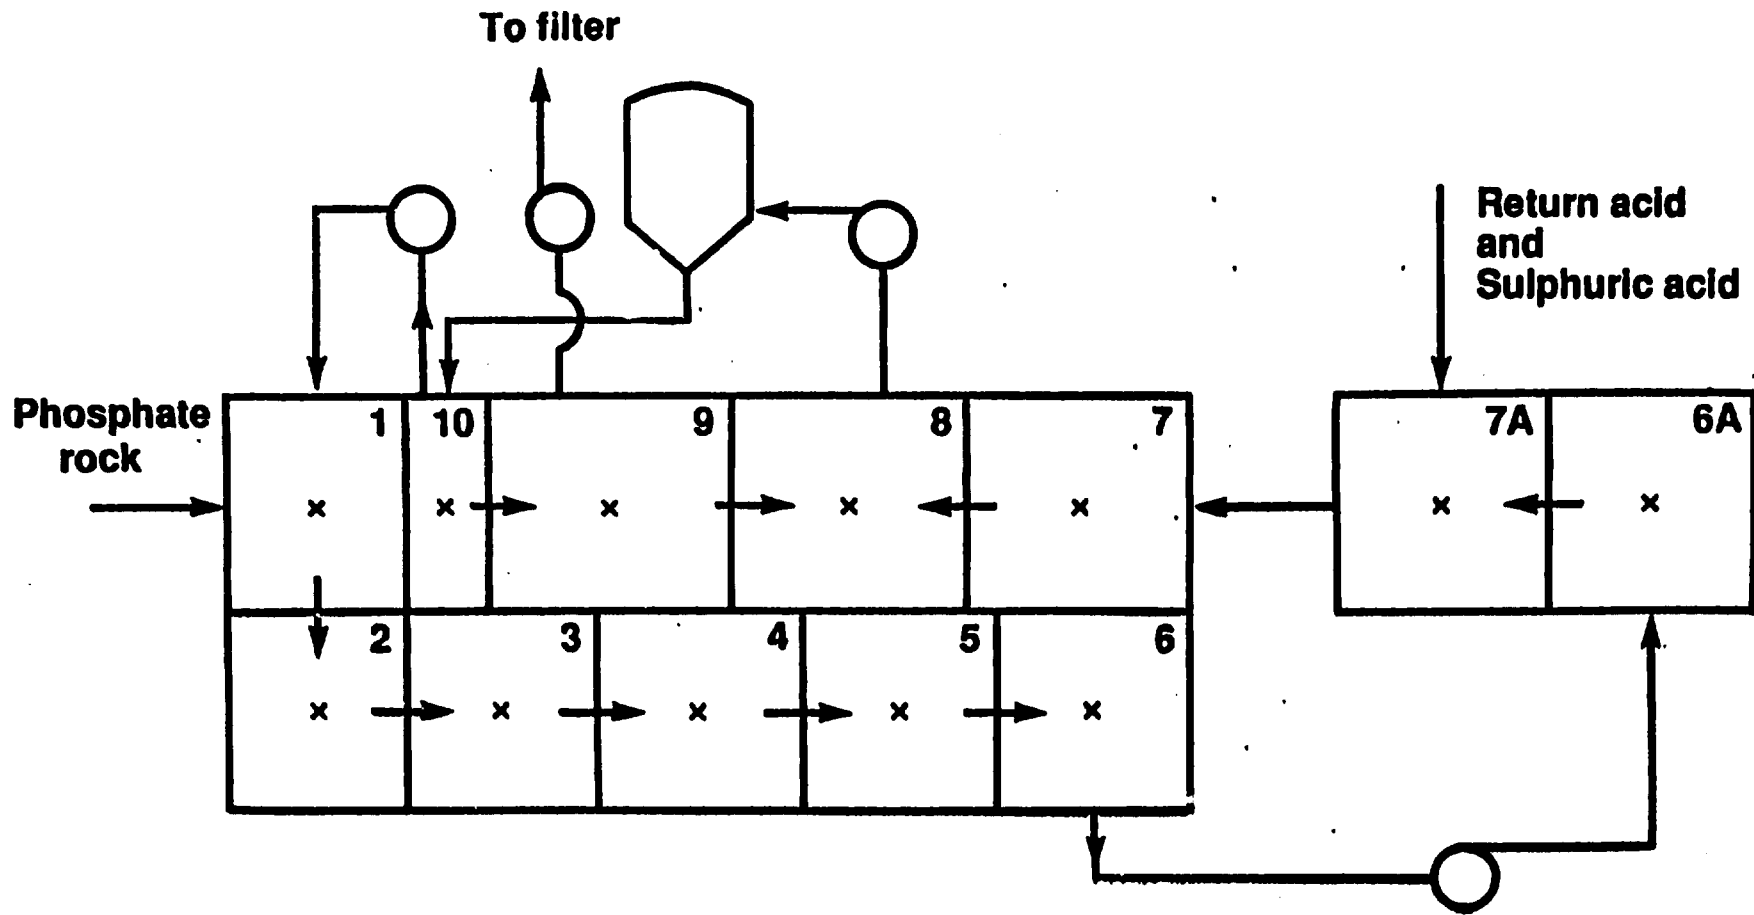 To filter
Return acid
and
Sulphuric acid
Phosphate
rock
1
10
9
8
7
7A
6A
2
3
4
5
6